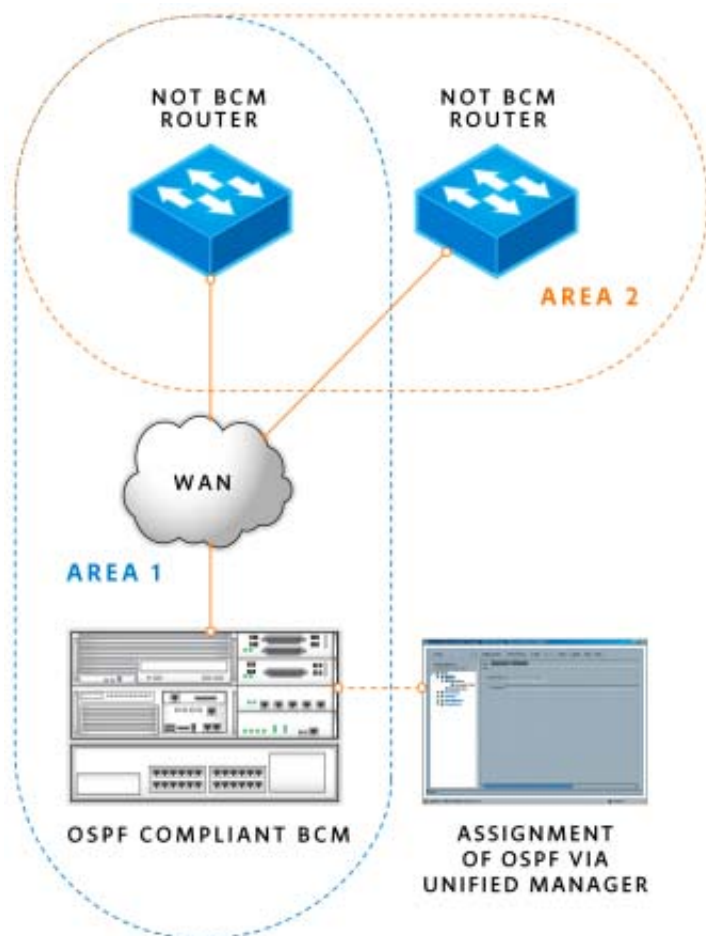 NOT BCM
ROUTER
NOT BCM
ROUTER
AREA 2
WAN
AREA 1
OSPF COMPLIANT BCM
ASSIGNMENT
OF OSPF VIA
UNIFIED MANAGER